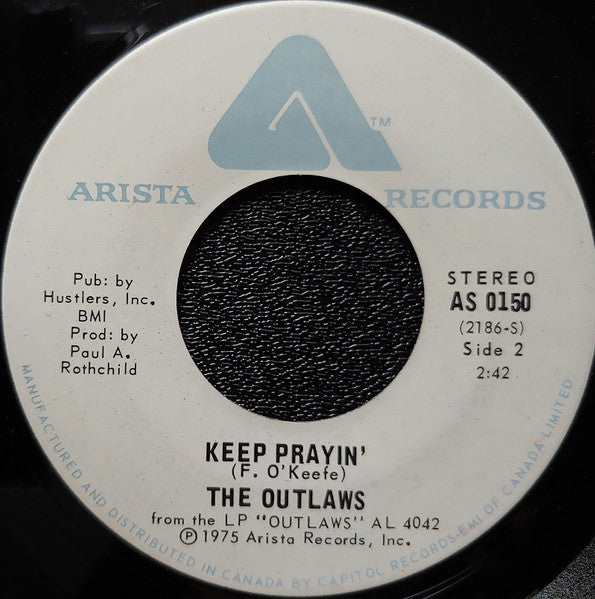 TM
ARISTA RECORDS
Pub: by
Hustlers, Inc.
BMI
Prod: by
Paul A.
Rothchild
STEREO
AS 0150
(2186-S)
Side 2
2:42
KEEP PRAYIN'
(F. O'Keefe)
THE OUTLAWS
from the LP "OUTLAWS" AL 4042
Ⓟ 1975 Arista Records, Inc.
MANUFACTURED AND DISTRIBUTED IN CANADA BY CAPITOL RECORDS-EMI OF CANADA LIMITED